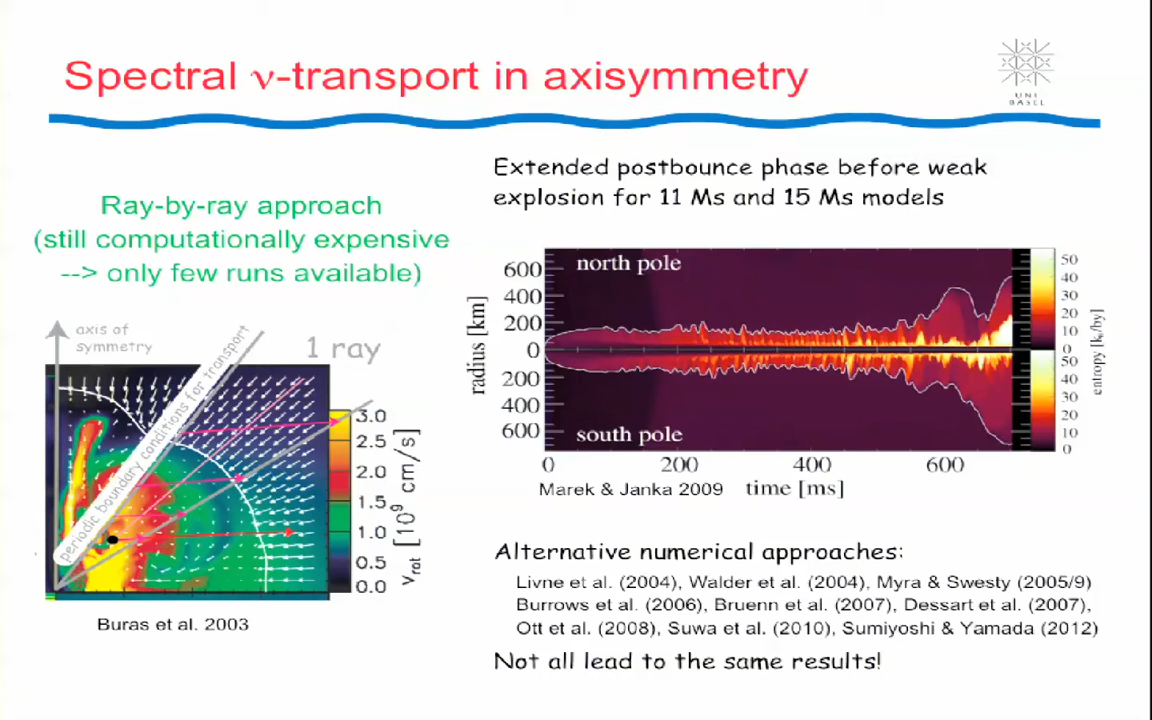 Spectral ν-transport in axisymmetry
UNI
BASEL
Ray-by-ray approach
(still computationally expensive
--> only few runs available)
axis of
symmetry
1 ray
periodic boundary conditions for transport
3.0
2.5
2.0
1.5
1.0
0.5
0.0
v_rot [10^9 cm/s]
Buras et al. 2003
Extended postbounce phase before weak
explosion for 11 Ms and 15 Ms models
north pole
south pole
600
400
200
0
200
400
600
radius [km]
0 200 400 600
time [ms]
50
40
30
20
10
0
50
40
30
20
10
0
entropy [k_b/by]
Marek & Janka 2009
Alternative numerical approaches:
Livne et al. (2004), Walder et al. (2004), Myra & Swesty (2005/9)
Burrows et al. (2006), Bruenn et al. (2007), Dessart et al. (2007),
Ott et al. (2008), Suwa et al. (2010), Sumiyoshi & Yamada (2012)
Not all lead to the same results!